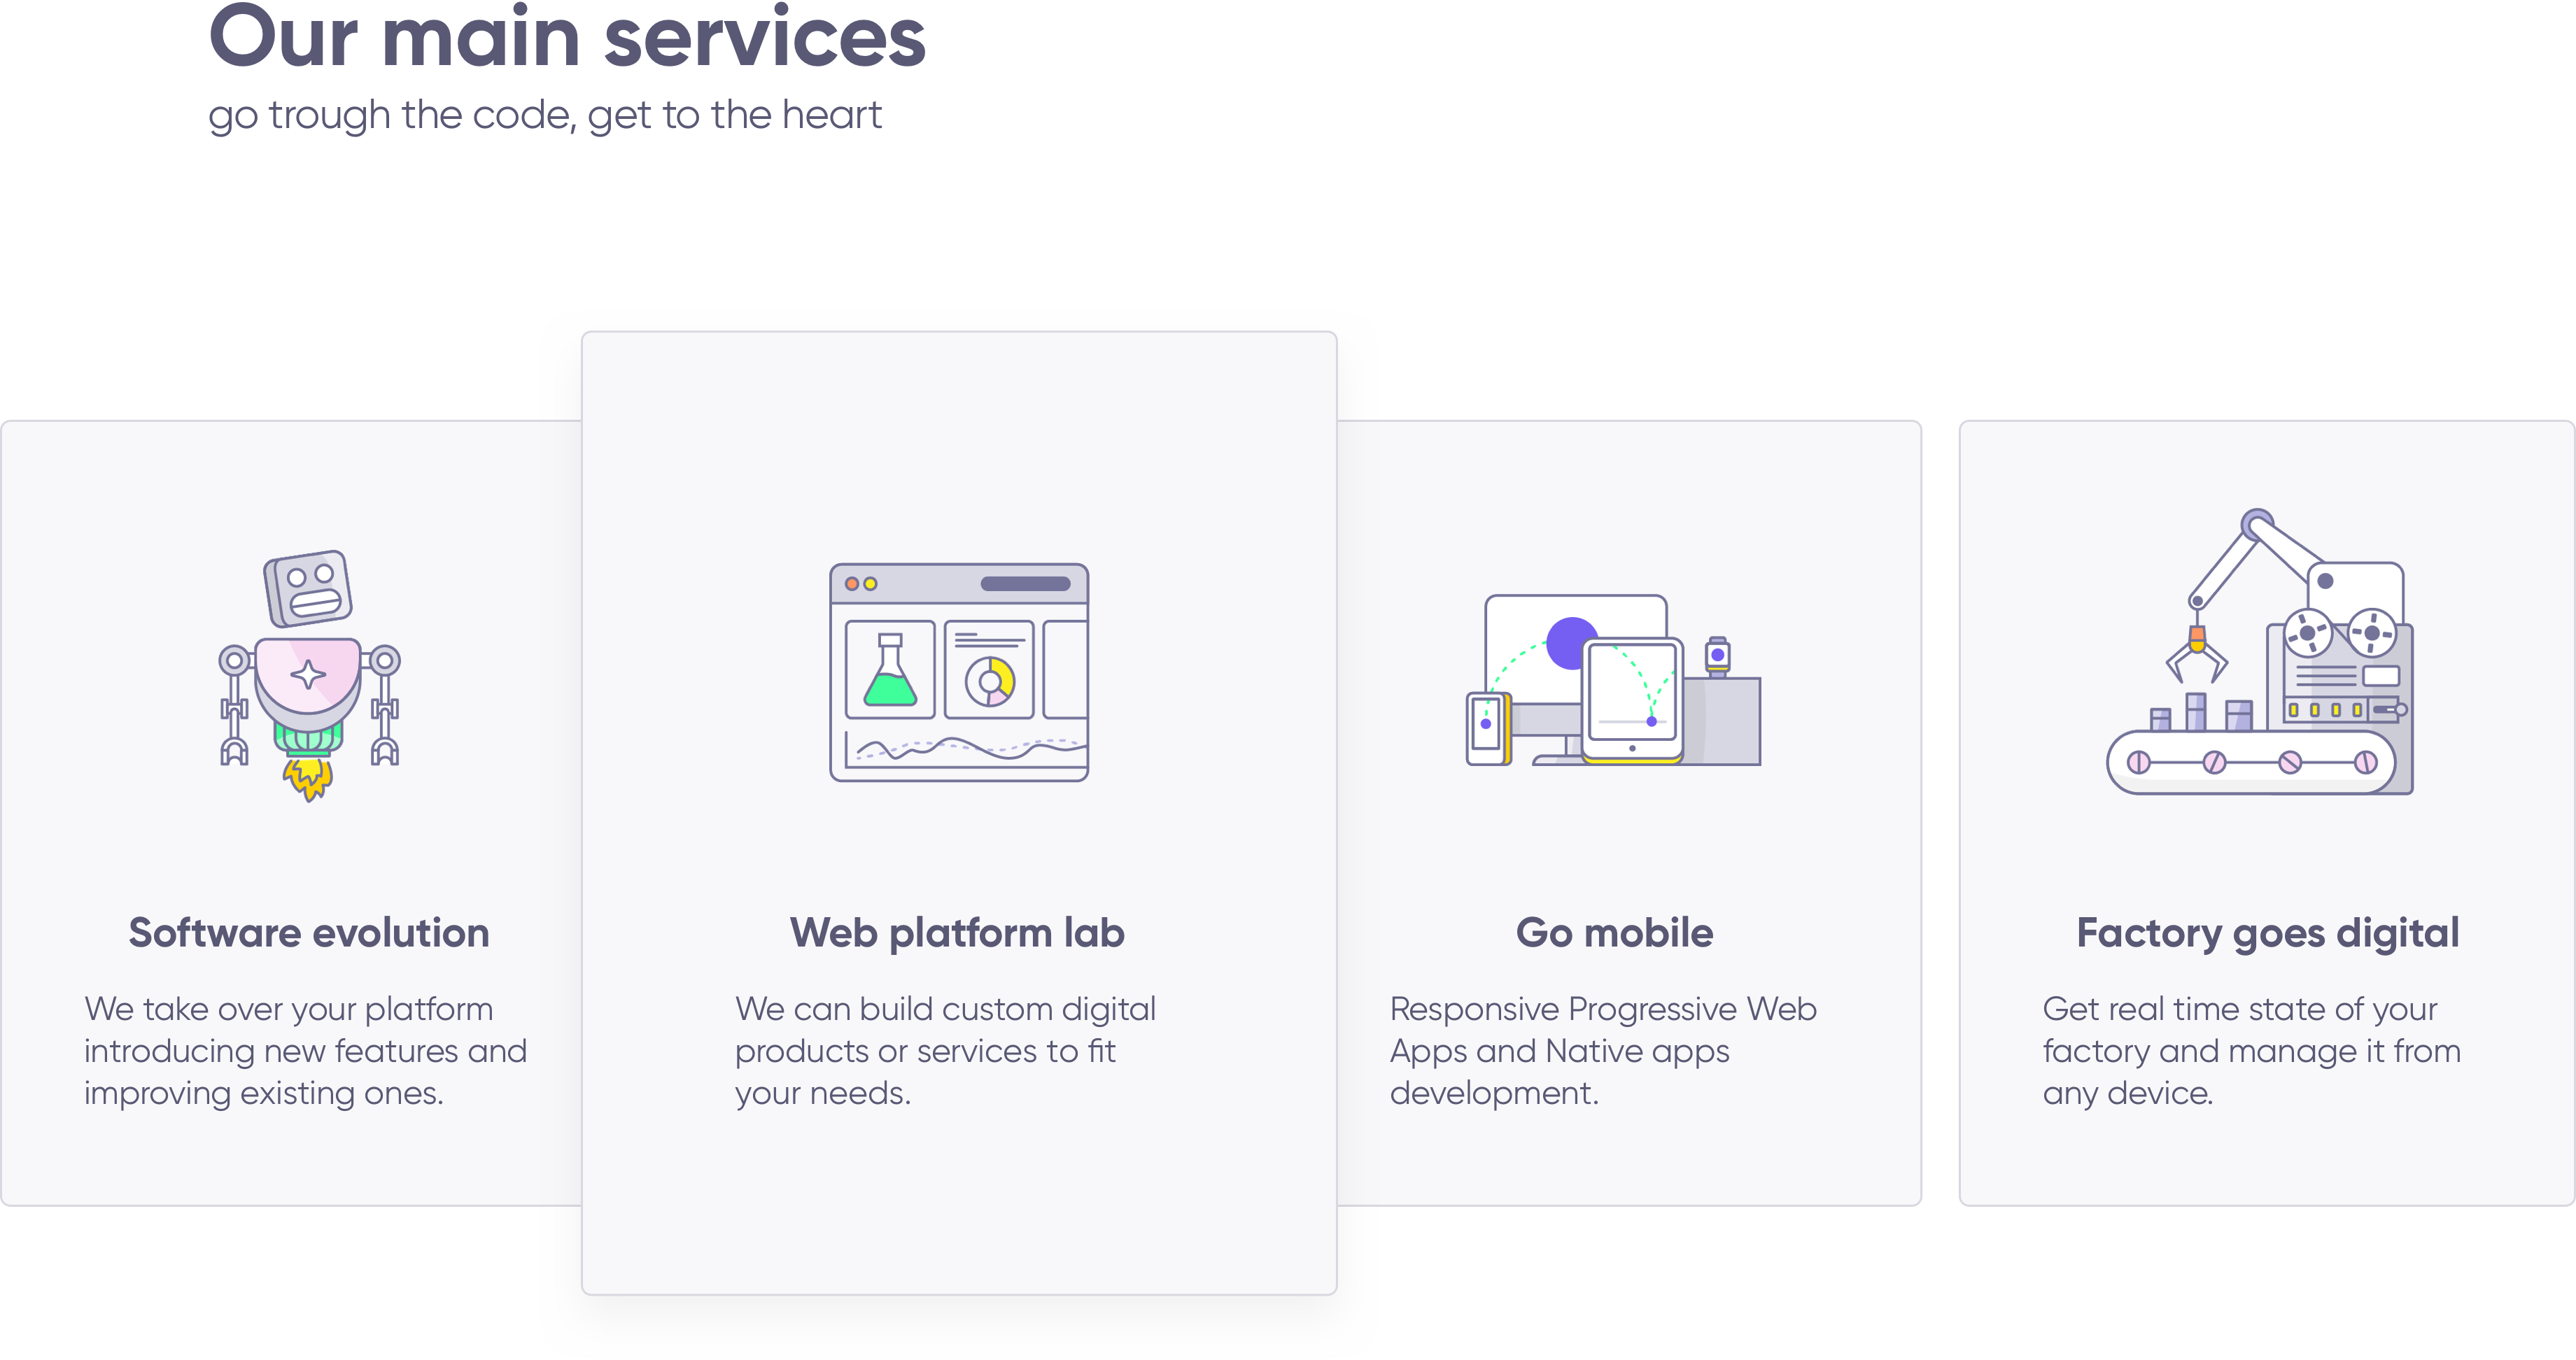 Our main services
go trough the code, get to the heart
Software evolution
We take over your platform
introducing new features and
improving existing ones.
Web platform lab
We can build custom digital
products or services to fit
your needs.
Go mobile
Responsive Progressive Web
Apps and Native apps
development.
Factory goes digital
Get real time state of your
factory and manage it from
any device.